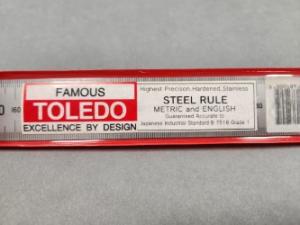 FAMOUS
TOLEDO
EXCELLENCE BY DESIGN
Highest Precision, Hardened, Stainless
STEEL RULE
METRIC and ENGLISH
Guaranteed Accurate to
Japanese Industrial Standard B 7516 Grade 1
160